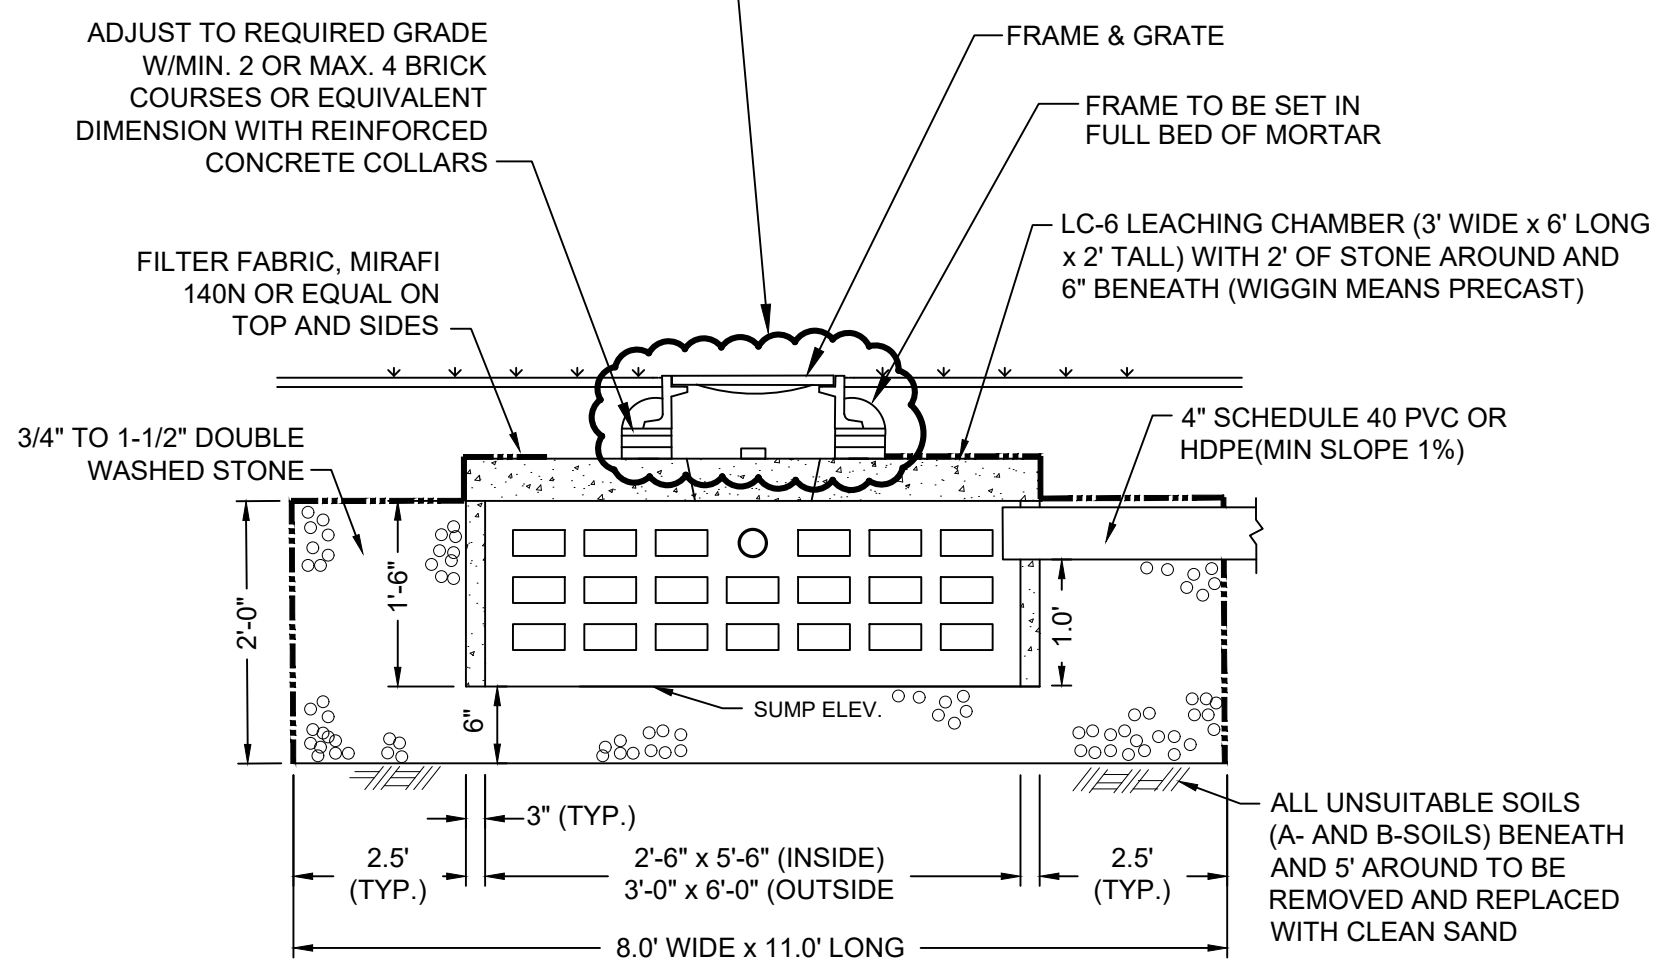 ADJUST TO REQUIRED GRADE
W/MIN. 2 OR MAX. 4 BRICK
COURSES OR EQUIVALENT
DIMENSION WITH REINFORCED
CONCRETE COLLARS
FRAME & GRATE
FRAME TO BE SET IN
FULL BED OF MORTAR
LC-6 LEACHING CHAMBER (3' WIDE x 6' LONG
x 2' TALL) WITH 2' OF STONE AROUND AND
6" BENEATH (WIGGIN MEANS PRECAST)
FILTER FABRIC, MIRAFI
140N OR EQUAL ON
TOP AND SIDES
3/4" TO 1-1/2" DOUBLE
WASHED STONE
4" SCHEDULE 40 PVC OR
HDPE(MIN SLOPE 1%)
2'-0"
1'-6"
1.0'
6"
SUMP ELEV.
3" (TYP.)
2.5'
(TYP.)
2'-6" x 5'-6" (INSIDE)
3'-0" x 6'-0" (OUTSIDE
2.5'
(TYP.)
8.0' WIDE x 11.0' LONG
ALL UNSUITABLE SOILS
(A- AND B-SOILS) BENEATH
AND 5' AROUND TO BE
REMOVED AND REPLACED
WITH CLEAN SAND